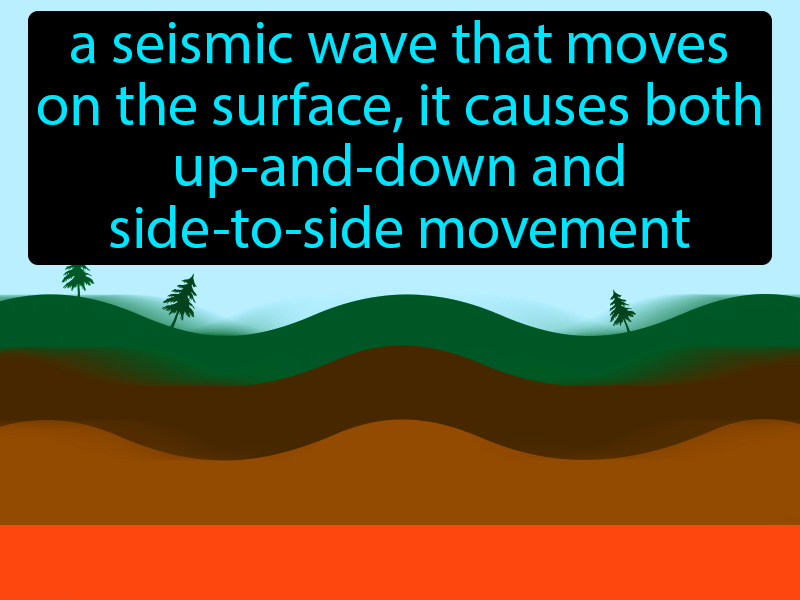 a seismic wave that moves
on the surface, it causes both
up-and-down and
side-to-side movement